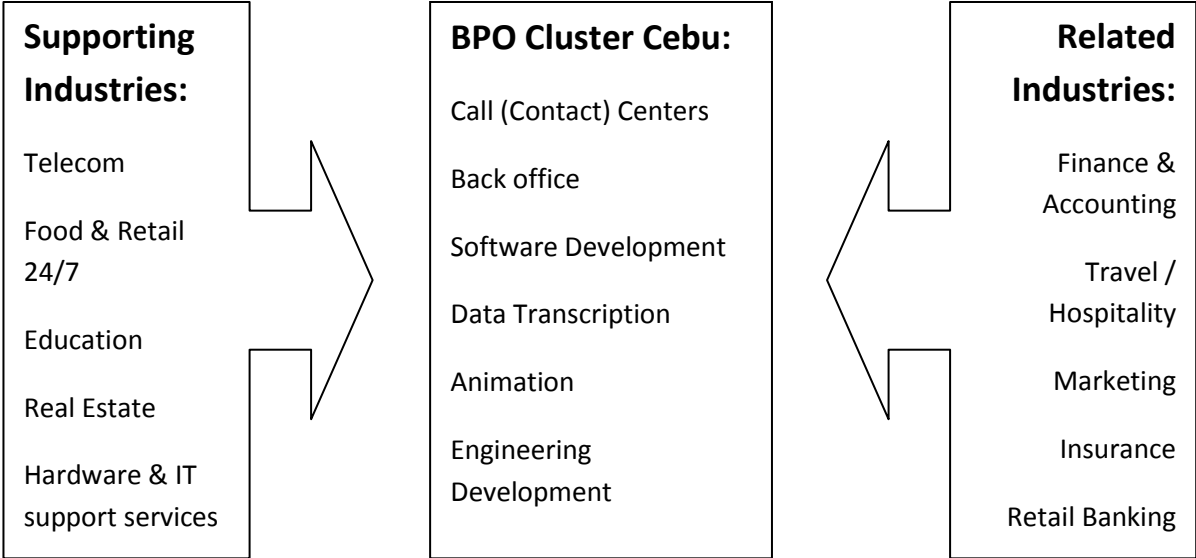 Supporting
Industries:
Telecom
Food & Retail
24/7
Education
Real Estate
Hardware & IT
support services
BPO Cluster Cebu:
Call (Contact) Centers
Back office
Software Development
Data Transcription
Animation
Engineering
Development
Related
Industries:
Finance &
Accounting
Travel /
Hospitality
Marketing
Insurance
Retail Banking